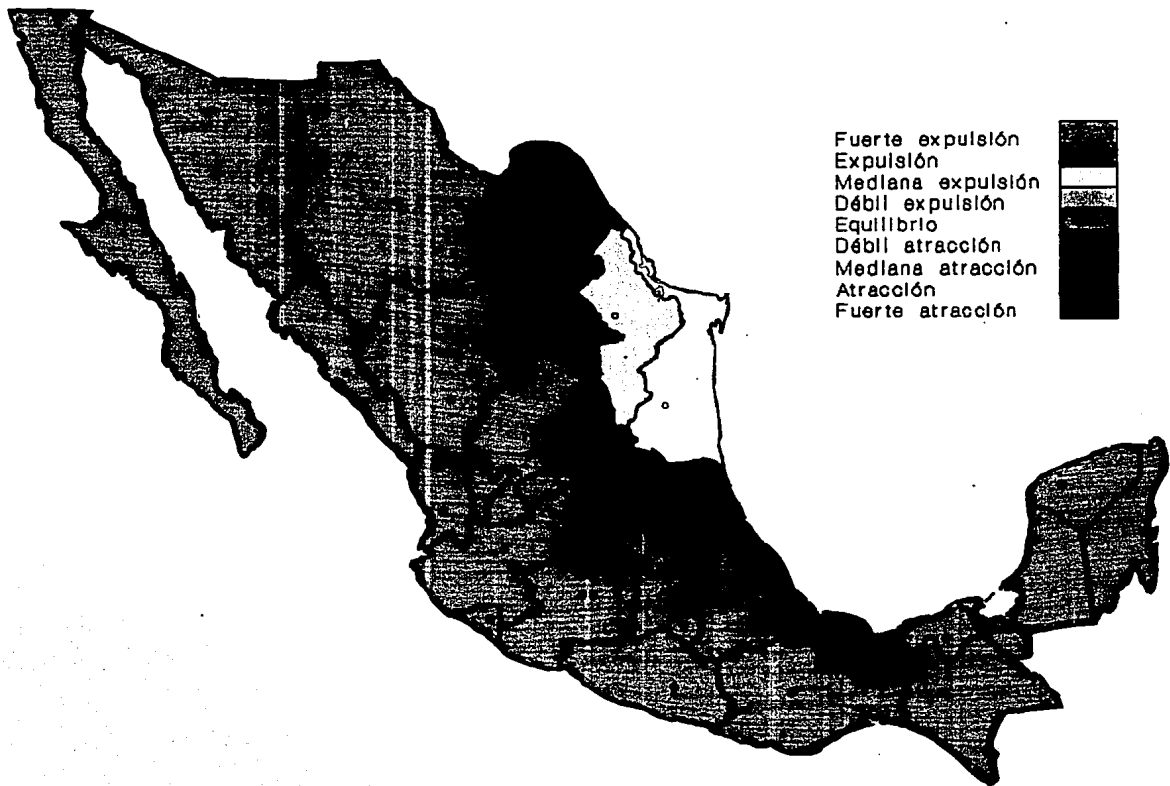 Fuerte expulsión
Expulsión
Mediana expulsión
Débil expulsión
Equilibrio
Débil atracción
Mediana atracción
Atracción
Fuerte atracción